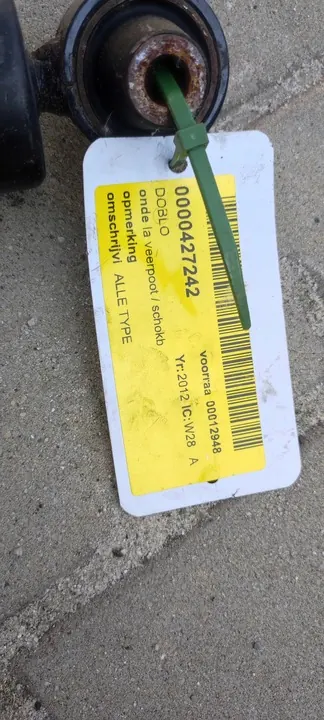 voorraa 00012948
0000427242
Yr:2012 IC:W28 A
DOBLO
onde la veerpoot / schokb
opmerking
omschrijvi ALLE TYPE